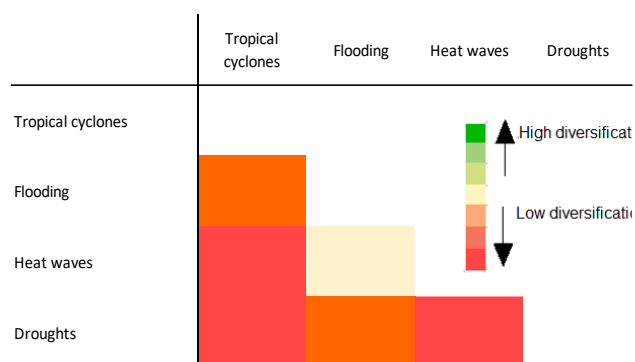 Tropical
cyclones
Flooding
Heat waves
Droughts
Tropical cyclones
High diversificat
Flooding
Low diversificatio
Heat waves
Droughts